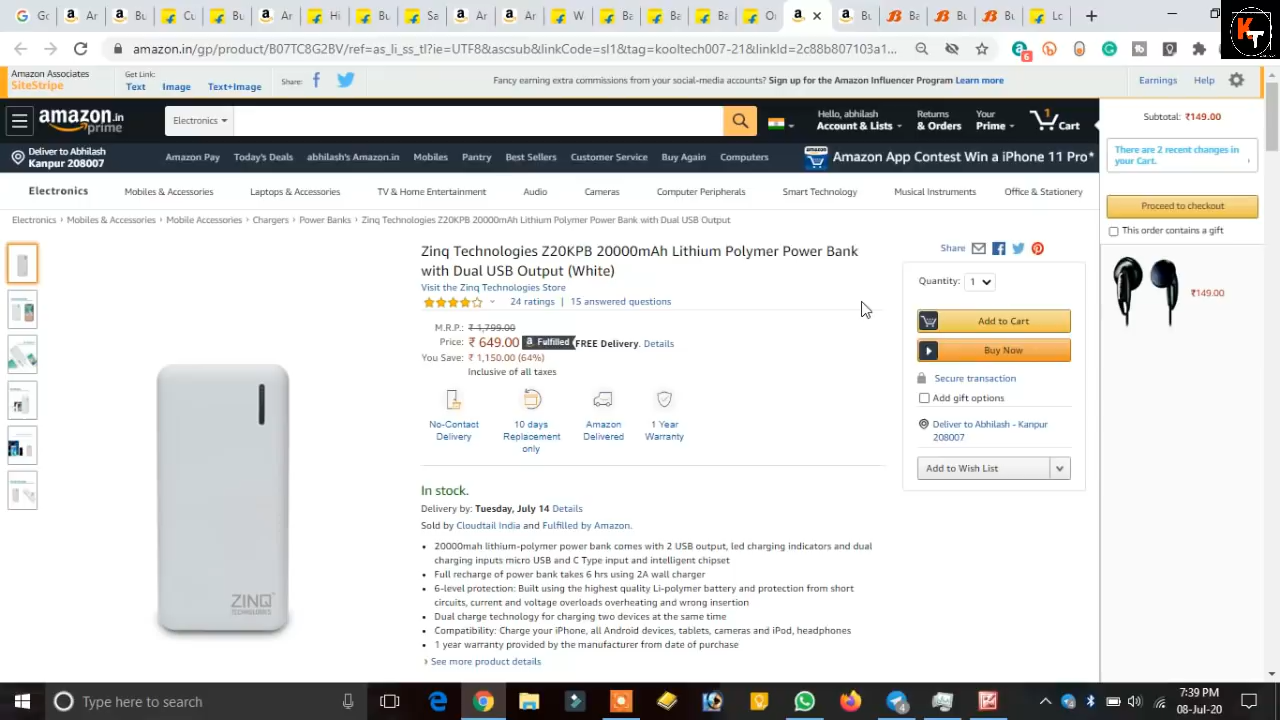 amazon.in/gp/product/B07TC8G2BV/ref=as_li_ss_tl?ie=UTF8&ascsub&linkCode=sl1&tag=kooltech007-21&linkId=2c88b807103a1...
6
KT
Amazon Associates
SiteStripe
Get Link:
Text Image Text+Image
Share:
Fancy earning extra commissions from your social-media accounts? Sign up for the Amazon Influencer Program Learn more
Earnings Help
amazon.in
prime
Electronics
Hello, abhilash
Account & Lists
Returns
& Orders
Your
Prime
1
Cart
Subtotal: ₹149.00
Deliver to Abhilash
Kanpur 208007
Amazon Pay Today's Deals abhilash's Amazon.in Mobiles Pantry Best Sellers Customer Service Buy Again Computers
Amazon App Contest Win a iPhone 11 Pro*
There are 2 recent changes in
your Cart.
Electronics Mobiles & Accessories Laptops & Accessories TV & Home Entertainment Audio Cameras Computer Peripherals Smart Technology Musical Instruments Office & Stationery
Proceed to checkout
This order contains a gift
Electronics › Mobiles & Accessories › Mobile Accessories › Chargers › Power Banks › Zinq Technologies Z20KPB 20000mAh Lithium Polymer Power Bank with Dual USB Output
Zinq Technologies Z20KPB 20000mAh Lithium Polymer Power Bank
with Dual USB Output (White)
Visit the Zinq Technologies Store
24 ratings | 15 answered questions
M.R.P.: ₹ 1,799.00
Price: ₹ 649.00 Fulfilled FREE Delivery. Details
You Save: ₹ 1,150.00 (64%)
Inclusive of all taxes
No-Contact
Delivery
10 days
Replacement
only
Amazon
Delivered
1 Year
Warranty
Share
Quantity: 1
Add to Cart
Buy Now
Secure transaction
Add gift options
Deliver to Abhilash - Kanpur
208007
Add to Wish List
₹149.00
In stock.
Delivery by: Tuesday, July 14 Details
Sold by Cloudtail India and Fulfilled by Amazon.
• 20000mah lithium-polymer power bank comes with 2 USB output, led charging indicators and dual
charging inputs micro USB and C Type input and intelligent chipset
• Full recharge of power bank takes 6 hrs using 2A wall charger
• 6-level protection: Built using the highest quality Li-polymer battery and protection from short
circuits, current and voltage overloads overheating and wrong insertion
• Dual charge technology for charging two devices at the same time
• Compatibility: Charge your iPhone, all Android devices, tablets, cameras and iPod, headphones
• 1 year warranty provided by the manufacturer from date of purchase
› See more product details
ZINQ
TECHNOLOGIES
Type here to search
4
7:39 PM
08-Jul-20